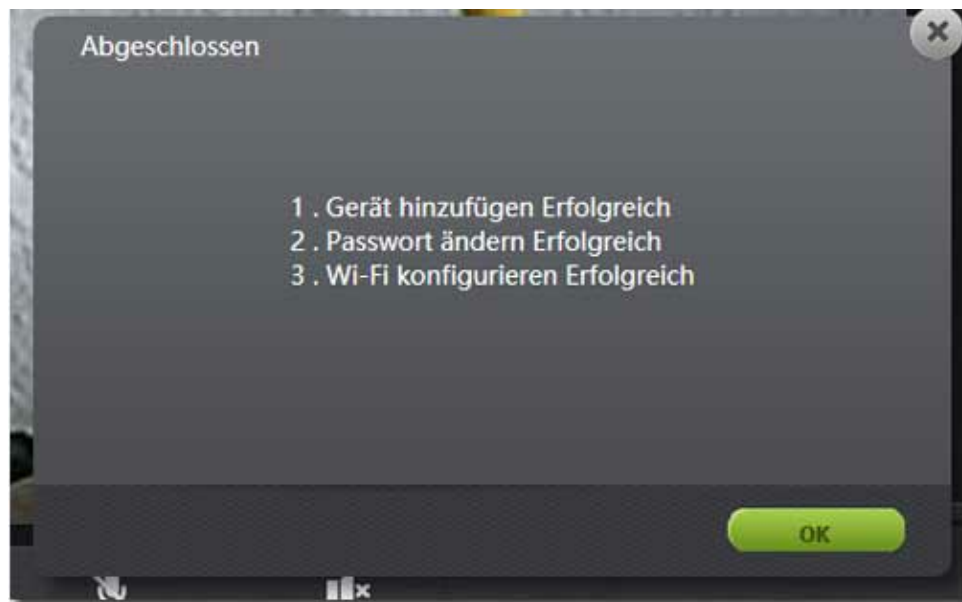 Abgeschlossen
1 . Gerät hinzufügen Erfolgreich
2 . Passwort ändern Erfolgreich
3 . Wi-Fi konfigurieren Erfolgreich
OK